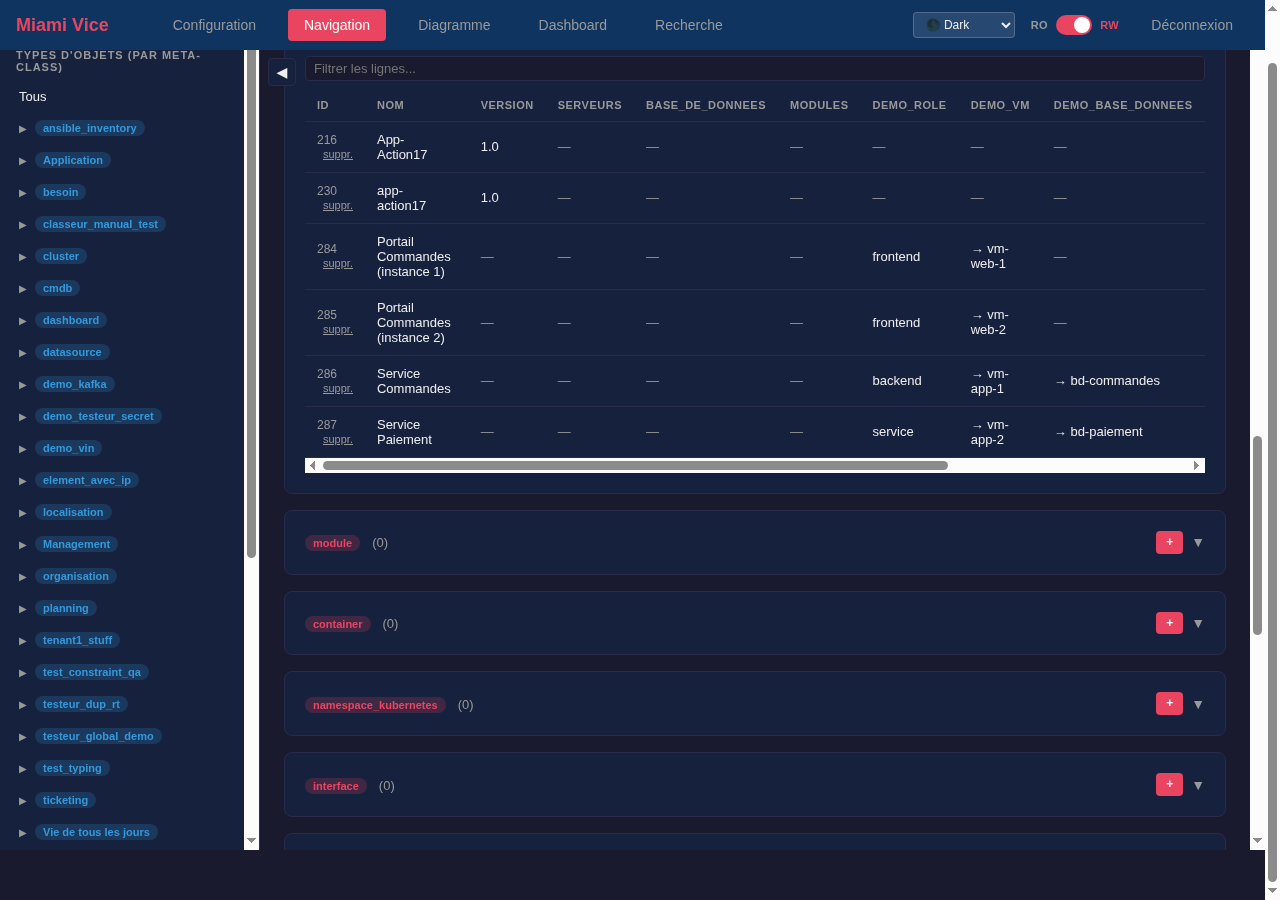 Miami Vice Configuration Navigation Diagramme Dashboard Recherche Dark RO RW Déconnexion
TYPES D'OBJETS (PAR META-
CLASS)
Tous
▶ ansible_inventory
▶ Application
▶ besoin
▶ classeur_manual_test
▶ cluster
▶ cmdb
▶ dashboard
▶ datasource
▶ demo_kafka
▶ demo_testeur_secret
▶ demo_vin
▶ element_avec_ip
▶ localisation
▶ Management
▶ organisation
▶ planning
▶ tenant1_stuff
▶ test_constraint_qa
▶ testeur_dup_rt
▶ testeur_global_demo
▶ test_typing
▶ ticketing
▶ Vie de tous les jours
◀
Filtrer les lignes...
ID NOM VERSION SERVEURS BASE_DE_DONNEES MODULES DEMO_ROLE DEMO_VM DEMO_BASE_DONNEES
216 suppr. App-Action17 1.0 — — — — — —
230 suppr. app-action17 1.0 — — — — — —
284 suppr. Portail Commandes (instance 1) — — — — frontend → vm-web-1 —
285 suppr. Portail Commandes (instance 2) — — — — frontend → vm-web-2 —
286 suppr. Service Commandes — — — — backend → vm-app-1 → bd-commandes
287 suppr. Service Paiement — — — — service → vm-app-2 → bd-paiement
module (0) + ▼
container (0) + ▼
namespace_kubernetes (0) + ▼
interface (0) + ▼